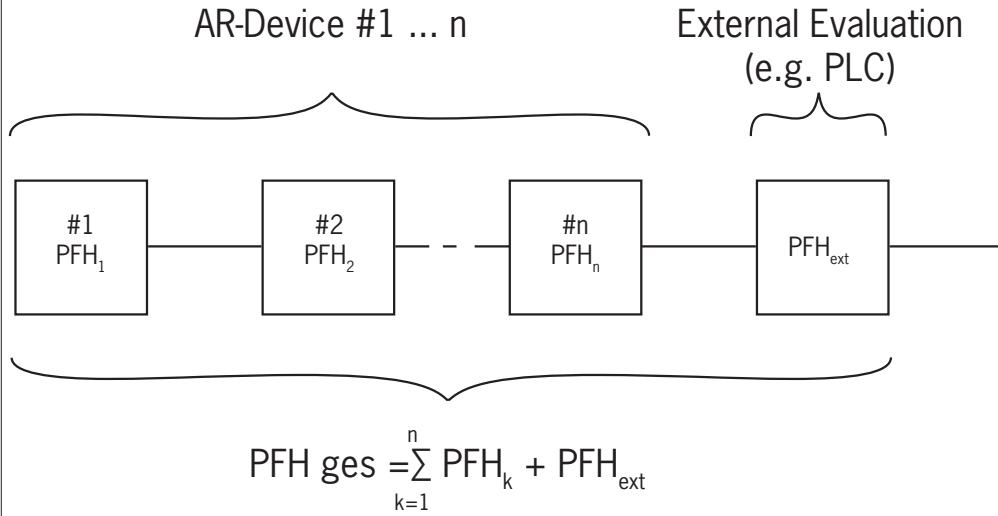 AR-Device #1 ... n
External Evaluation
(e.g. PLC)
#1
PFH₁
#2
PFH₂
#n
PFHₙ
PFHext
n
PFH ges =∑ PFHₖ + PFHext
k=1